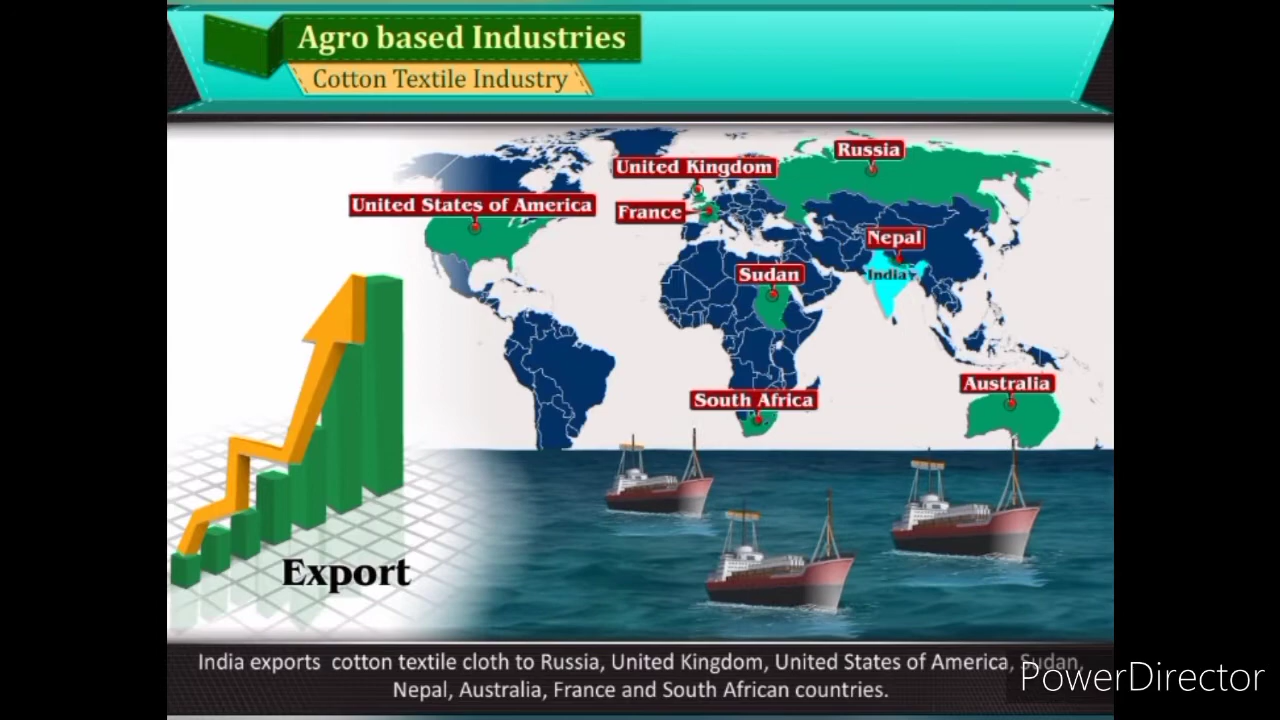 Agro based Industries
Cotton Textile Industry
Russia
United Kingdom
United States of America
France
Nepal
Sudan
India
Australia
South Africa
Export
India exports cotton textile cloth to Russia, United Kingdom, United States of America, Sudan,
Nepal, Australia, France and South African countries.
PowerDirector